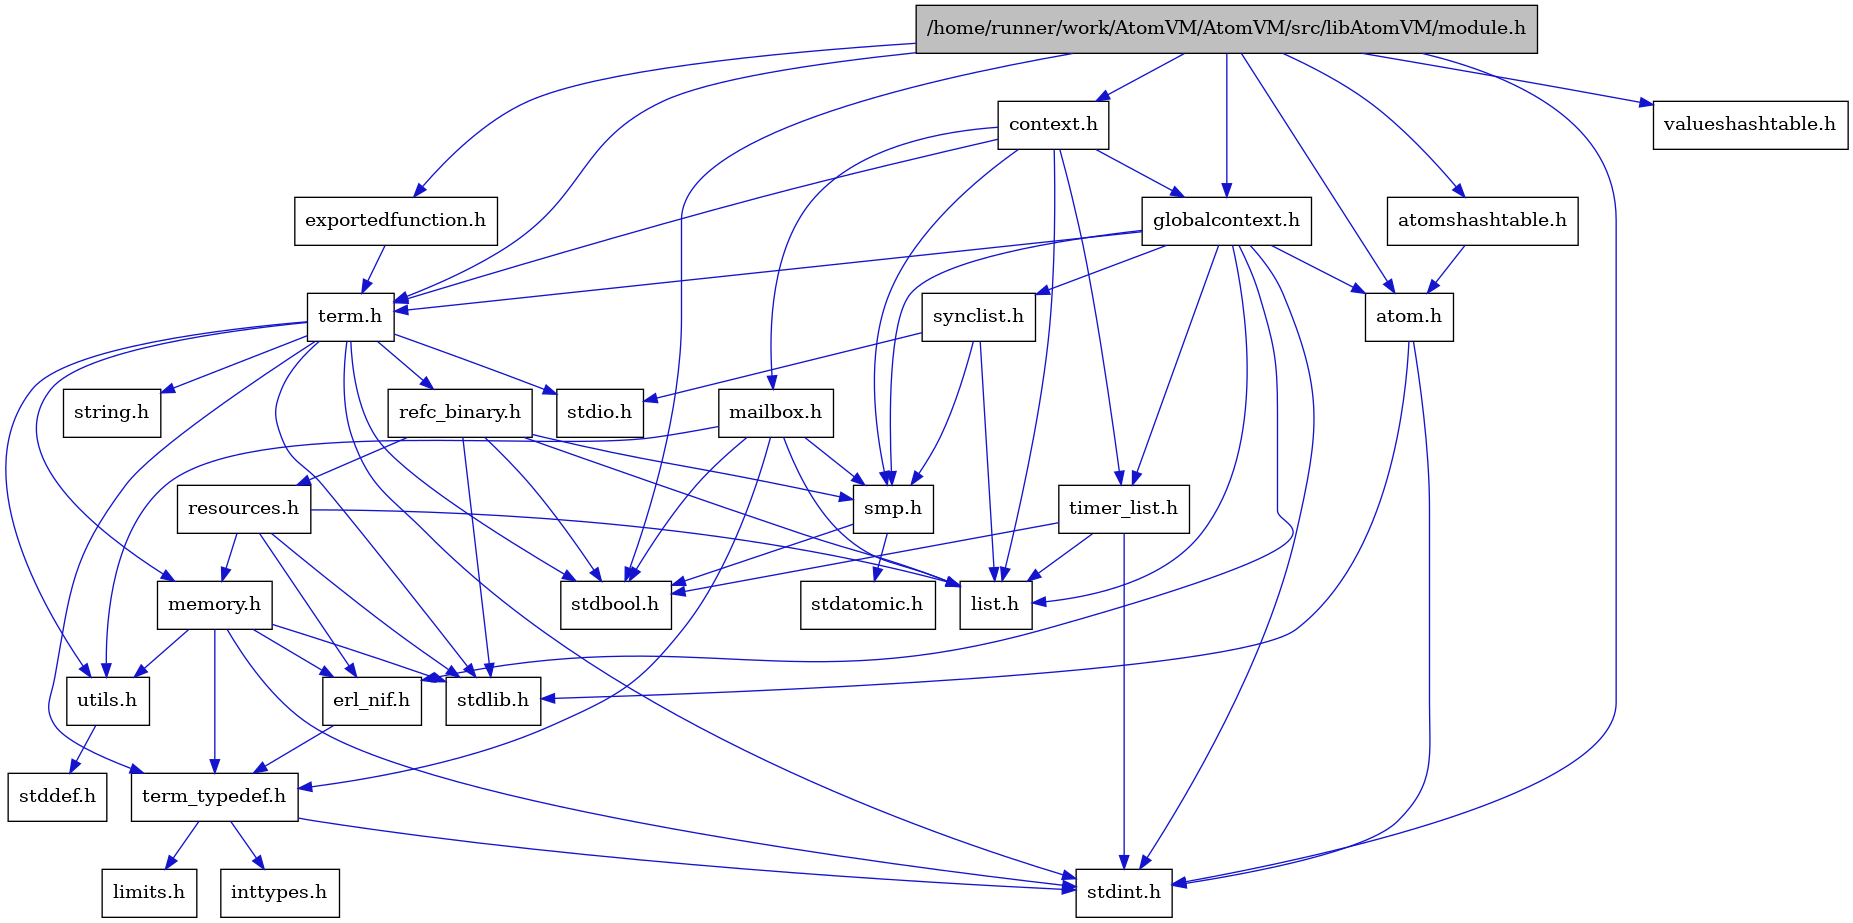 /home/runner/work/AtomVM/AtomVM/src/libAtomVM/module.h
context.h
valueshashtable.h
exportedfunction.h
globalcontext.h
atomshashtable.h
term.h
synclist.h
atom.h
string.h
refc_binary.h
stdio.h
mailbox.h
resources.h
smp.h
timer_list.h
memory.h
stdbool.h
stdatomic.h
list.h
utils.h
erl_nif.h
stdlib.h
stddef.h
term_typedef.h
limits.h
inttypes.h
stdint.h